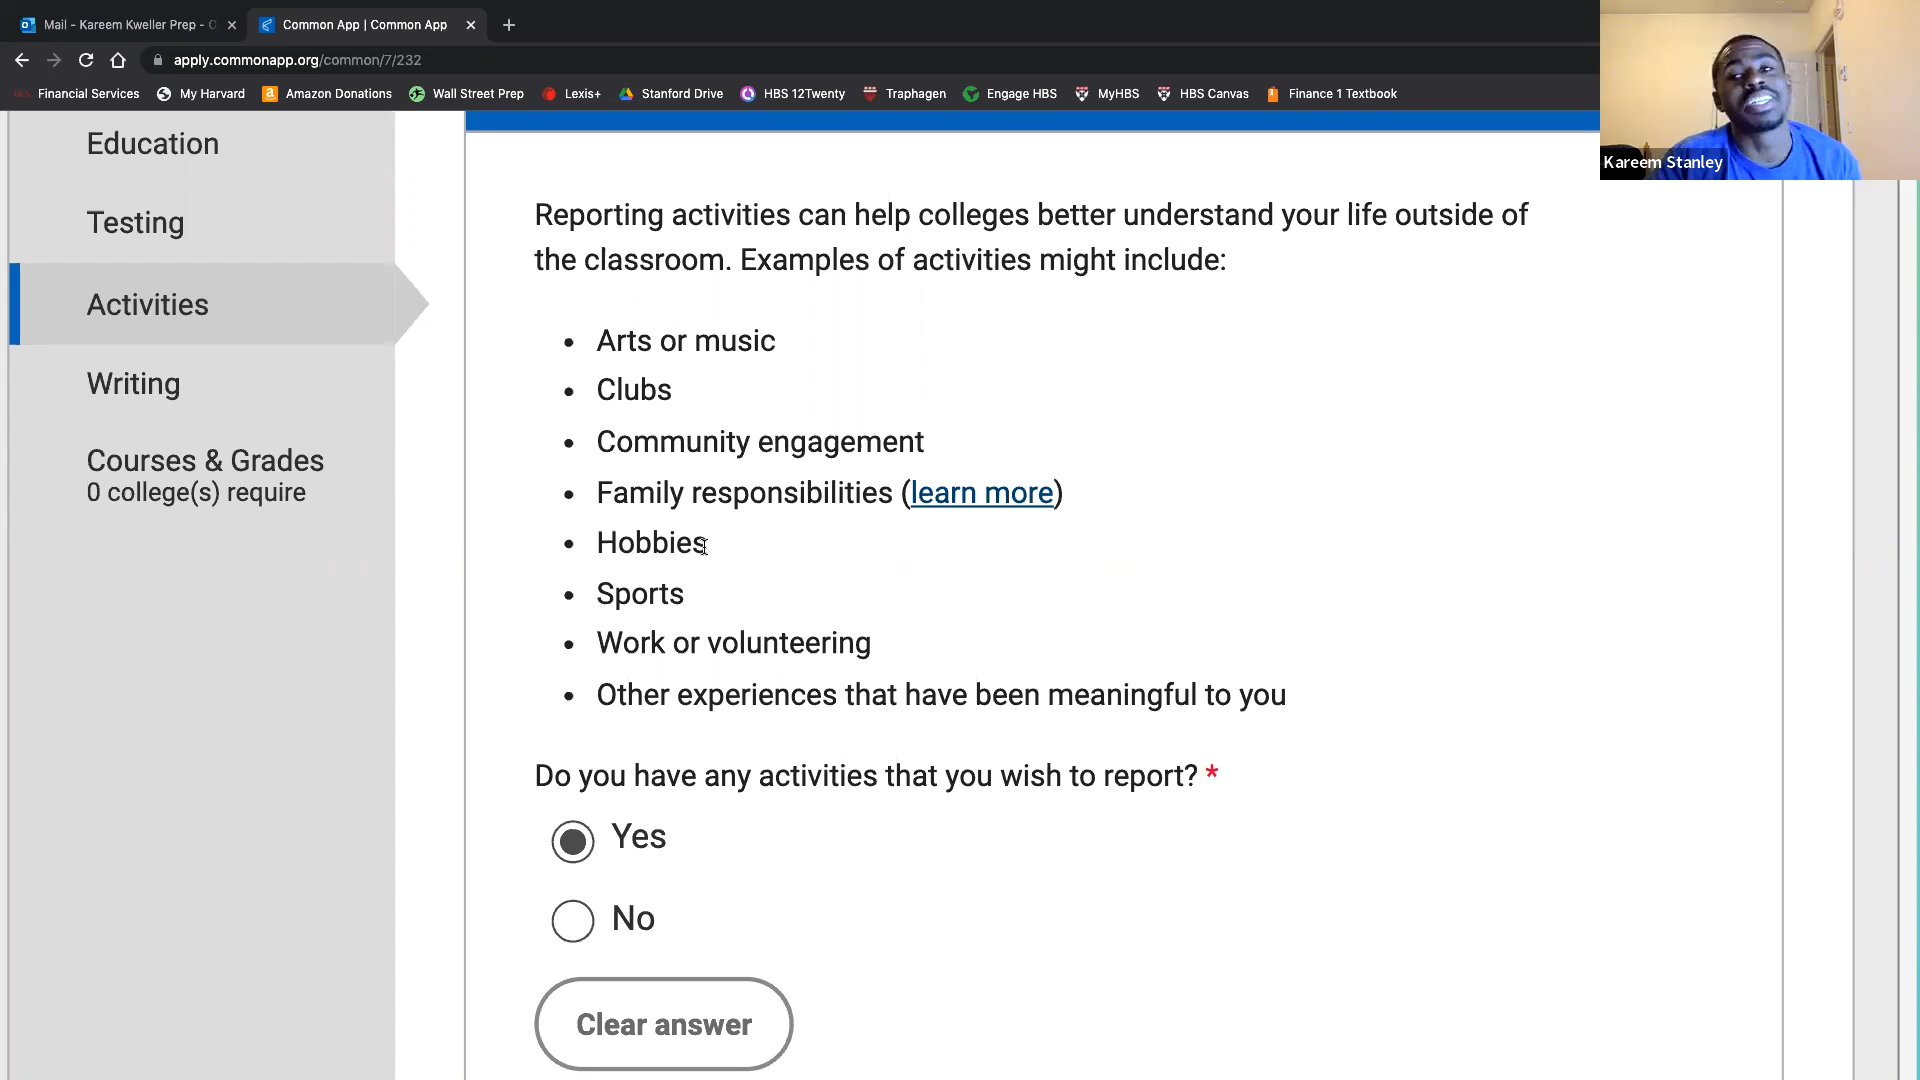 Mail - Kareem Kweller Prep -
Common App | Common App
apply.commonapp.org/common/7/232
Financial Services
My Harvard
Amazon Donations
Wall Street Prep
Lexis+
Stanford Drive
HBS 12Twenty
Traphagen
Engage HBS
MyHBS
HBS Canvas
Finance 1 Textbook
Kareem Stanley
Education
Testing
Activities
Writing
Courses & Grades
0 college(s) require
Reporting activities can help colleges better understand your life outside of
the classroom. Examples of activities might include:
• Arts or music
• Clubs
• Community engagement
• Family responsibilities (learn more)
• Hobbies
• Sports
• Work or volunteering
• Other experiences that have been meaningful to you
Do you have any activities that you wish to report? *
Yes
No
Clear answer